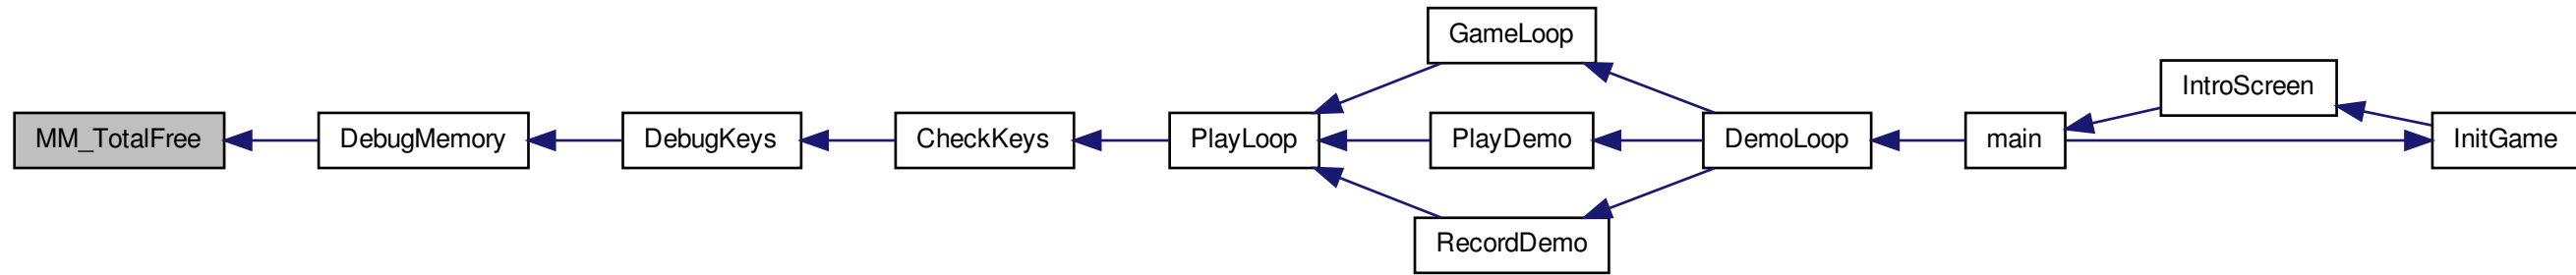 MM_TotalFree
DebugMemory
DebugKeys
CheckKeys
PlayLoop
GameLoop
PlayDemo
RecordDemo
DemoLoop
main
IntroScreen
InitGame